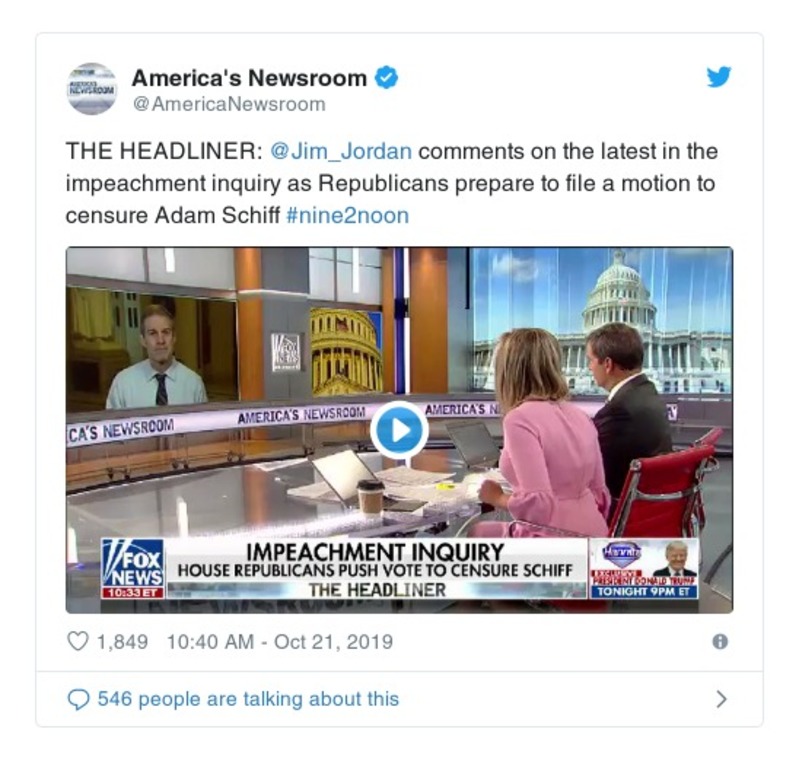 America's Newsroom
@AmericaNewsroom
THE HEADLINER: @Jim_Jordan comments on the latest in the
impeachment inquiry as Republicans prepare to file a motion to
censure Adam Schiff #nine2noon
CA'S NEWSROOM
AMERICA'S NEWSROOM
AMERICA'S N
FOX
NEWS
10:33 ET
IMPEACHMENT INQUIRY
HOUSE REPUBLICANS PUSH VOTE TO CENSURE SCHIFF
THE HEADLINER
Hannity
EXCLUSIVE
PRESIDENT DONALD TRUMP
TONIGHT 9PM ET
1,849 10:40 AM - Oct 21, 2019
546 people are talking about this